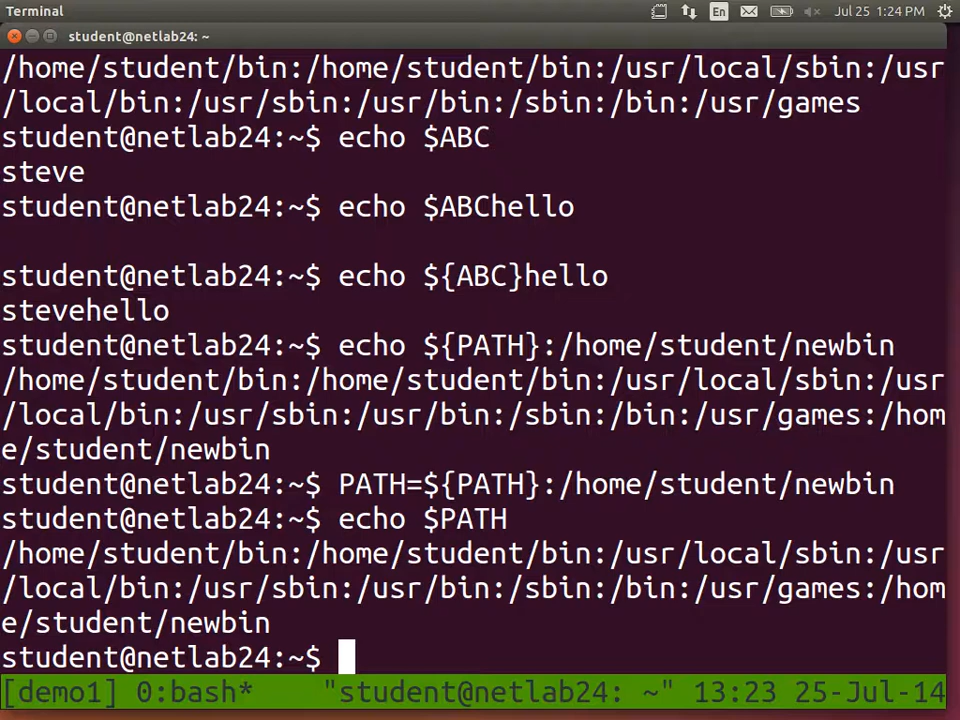 Terminal
En
Jul 25 1:24 PM
student@netlab24: ~
/home/student/bin:/home/student/bin:/usr/local/sbin:/usr
/local/bin:/usr/sbin:/usr/bin:/sbin:/bin:/usr/games
student@netlab24:~$ echo $ABC
steve
student@netlab24:~$ echo $ABChello
student@netlab24:~$ echo ${ABC}hello
stevehello
student@netlab24:~$ echo ${PATH}:/home/student/newbin
/home/student/bin:/home/student/bin:/usr/local/sbin:/usr
/local/bin:/usr/sbin:/usr/bin:/sbin:/bin:/usr/games:/hom
e/student/newbin
student@netlab24:~$ PATH=${PATH}:/home/student/newbin
student@netlab24:~$ echo $PATH
/home/student/bin:/home/student/bin:/usr/local/sbin:/usr
/local/bin:/usr/sbin:/usr/bin:/sbin:/bin:/usr/games:/hom
e/student/newbin
student@netlab24:~$
[demo1] 0:bash* "student@netlab24: ~" 13:23 25-Jul-14